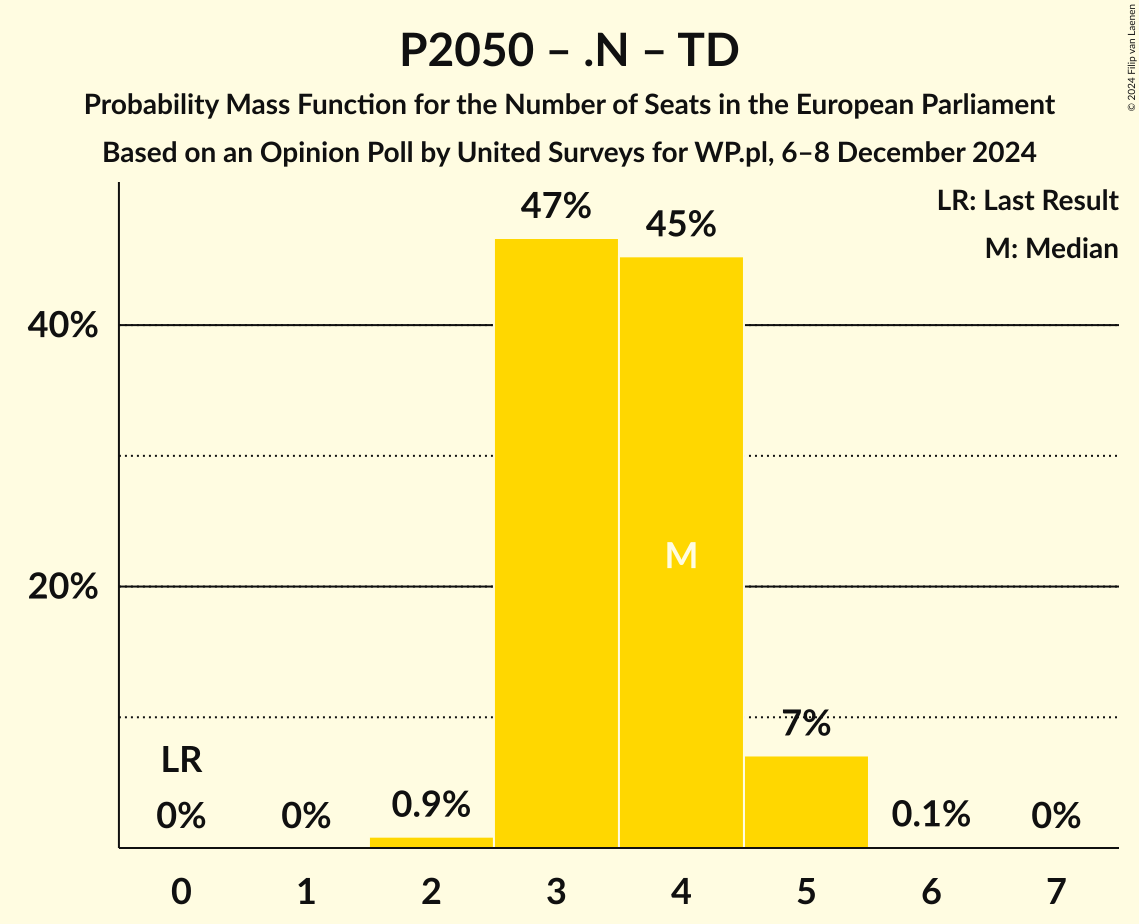 P2050 – .N – TD
Probability Mass Function for the Number of Seats in the European Parliament
Based on an Opinion Poll by United Surveys for WP.pl, 6–8 December 2024
© 2024 Filip van Laenen
LR: Last Result
M: Median
47%
45%
40%
M
20%
7%
LR
0%
0%
0.9%
0.1%
0%
0 1 2 3 4 5 6 7